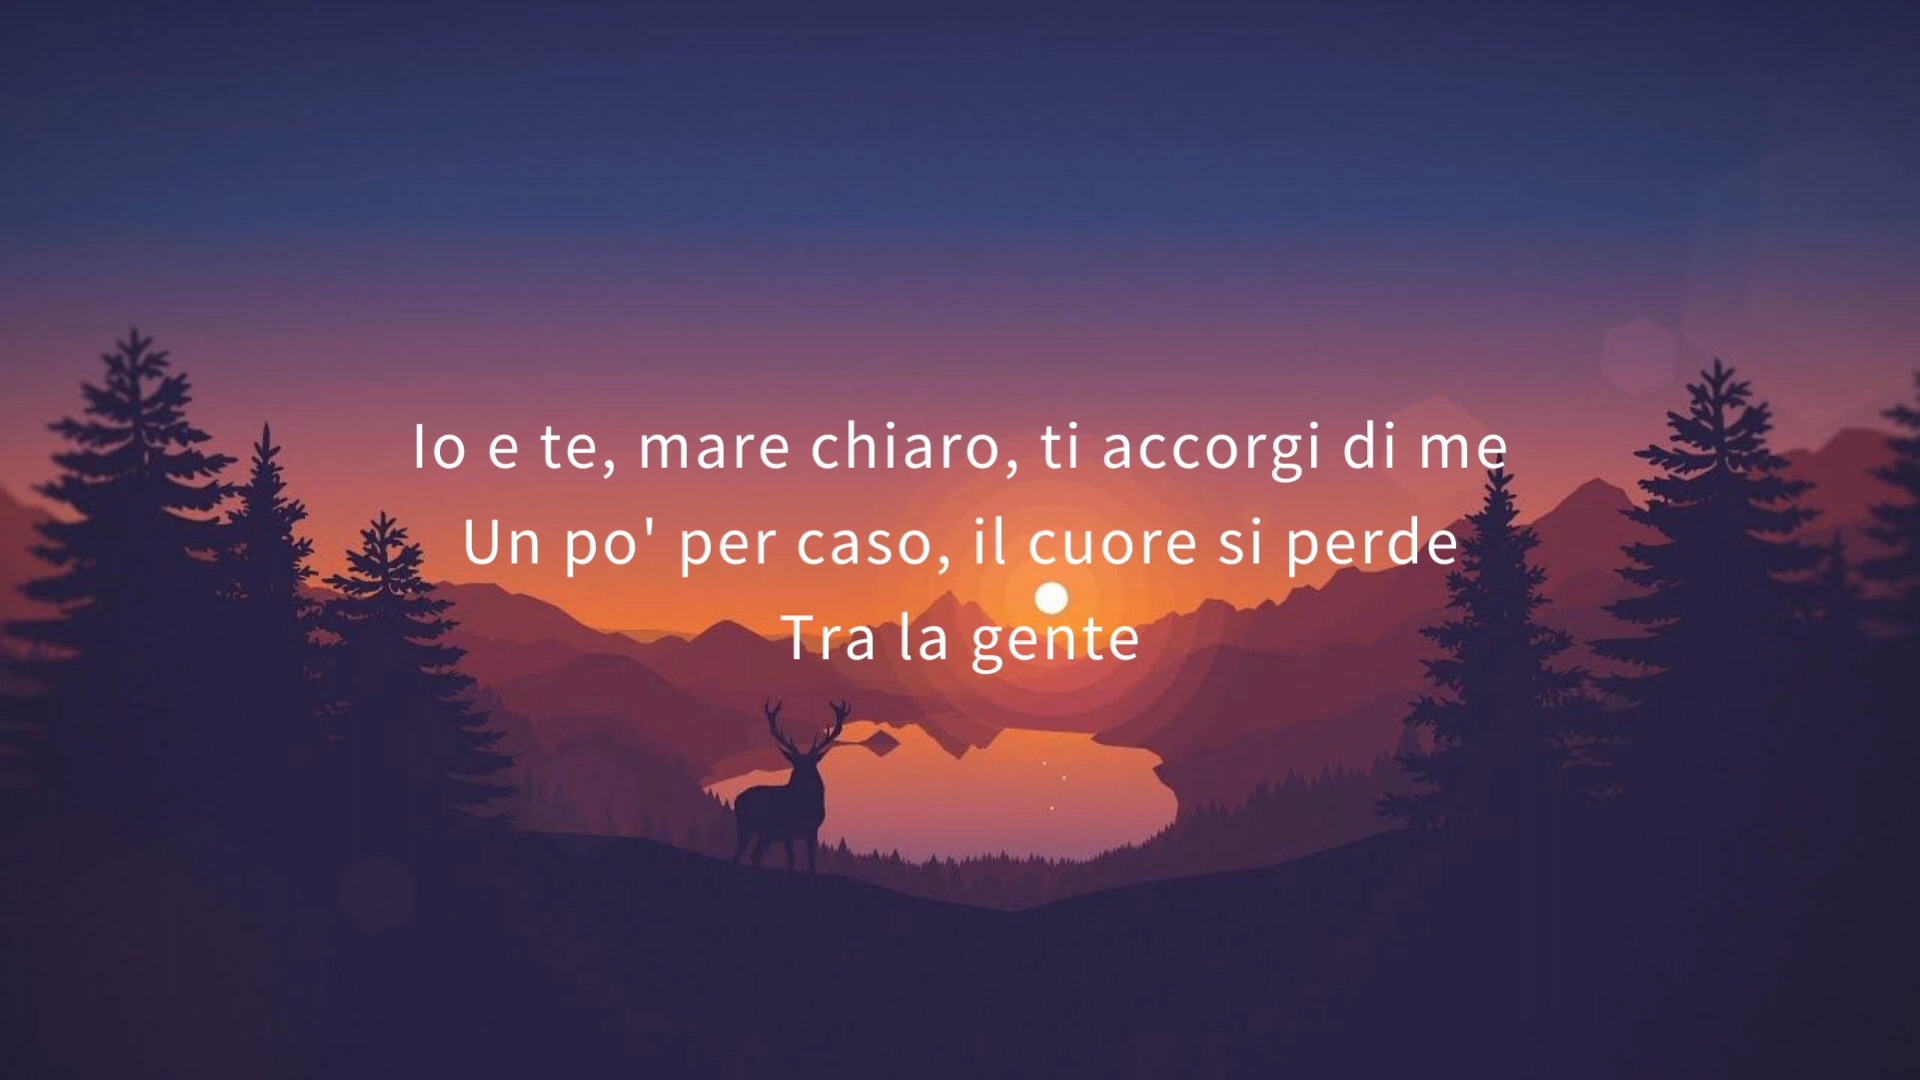 Io e te, mare chiaro, ti accorgi di me
Un po' per caso, il cuore si perde
Tra la gente